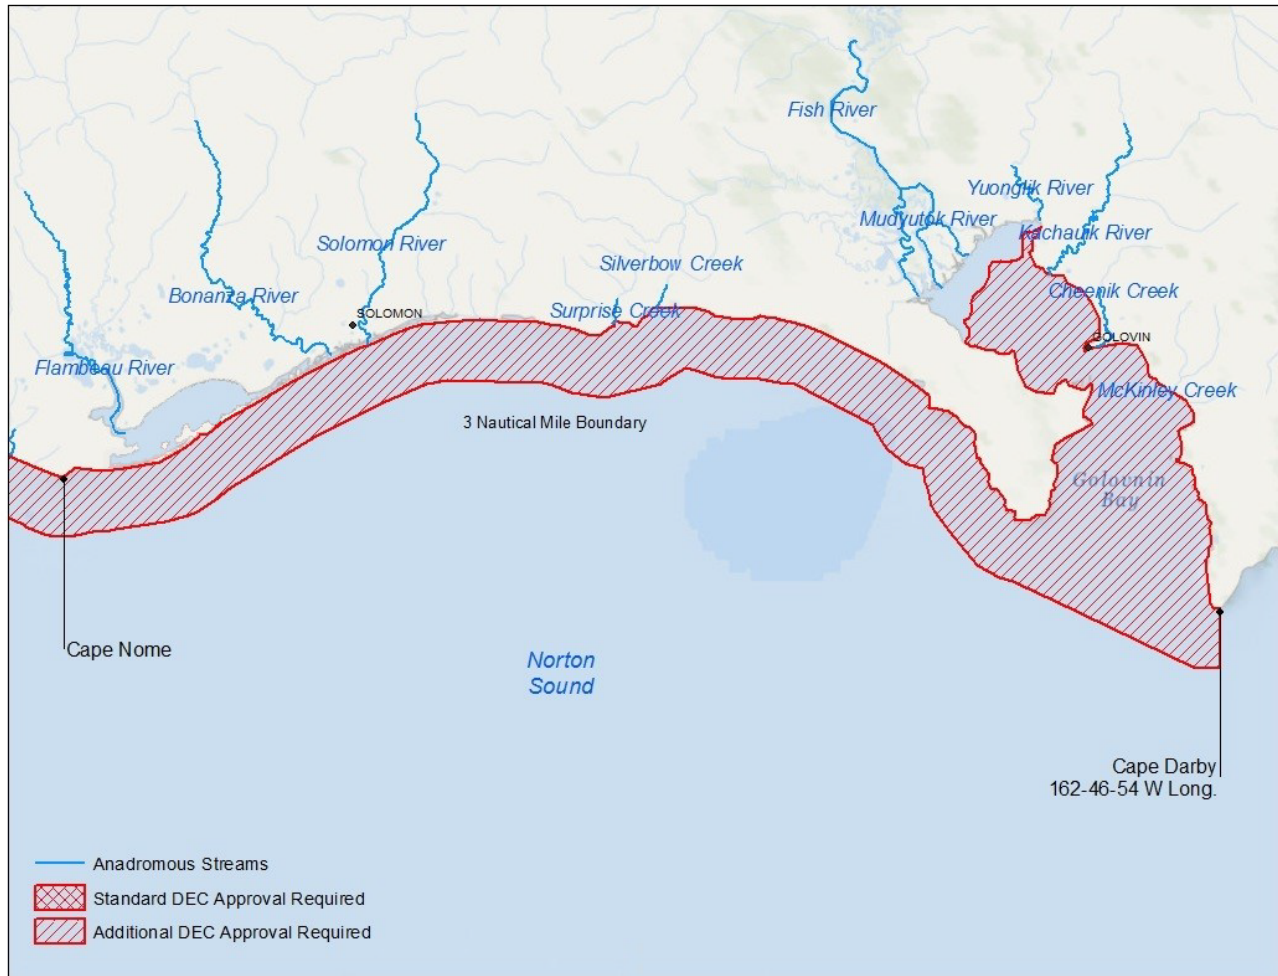 Fish River
Yuonglik River
Mudyutok River
Kachauik River
Solomon River
Silverbow Creek
Bonanza River
Cheenik Creek
Surprise Creek
SOLOMON
GOLOVIN
Flambeau River
McKinley Creek
3 Nautical Mile Boundary
Golovnin
Bay
Cape Nome
Norton
Sound
Cape Darby
162-46-54 W Long.
Anadromous Streams
Standard DEC Approval Required
Additional DEC Approval Required